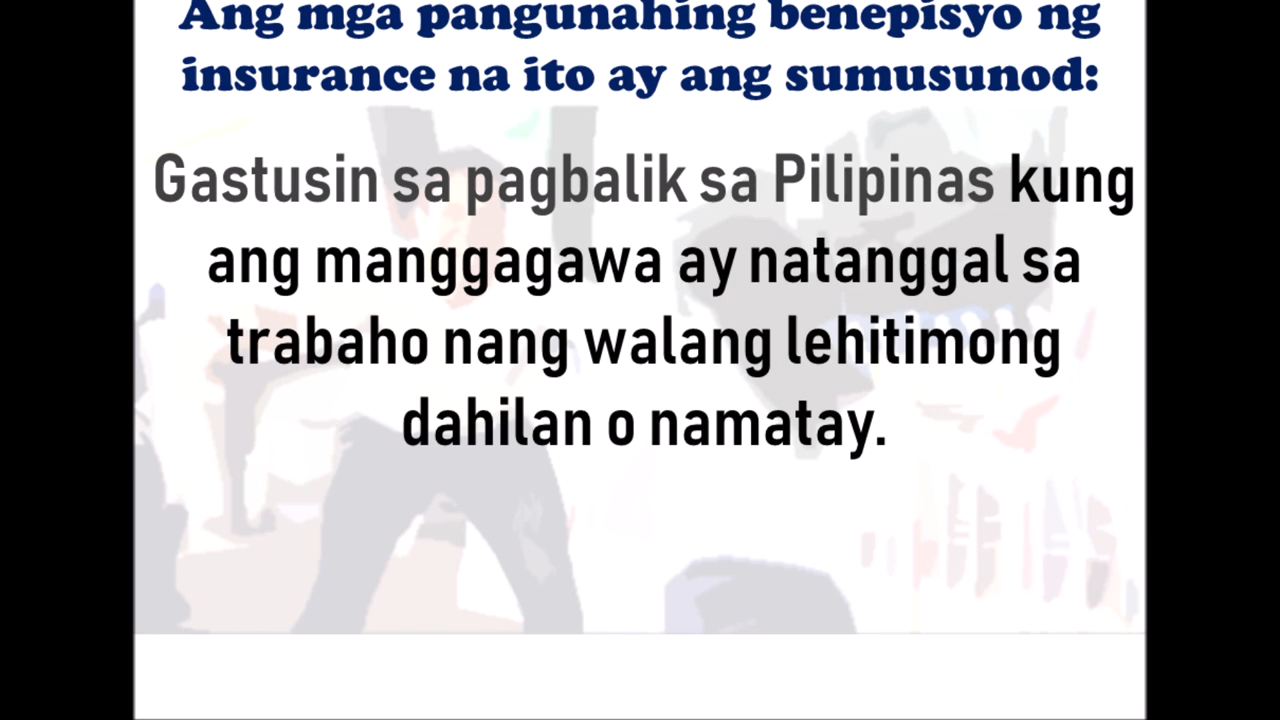 Ang mga pangunahing benepisyo ng
insurance na ito ay ang sumusunod:
Gastusin sa pagbalik sa Pilipinas kung
ang manggagawa ay natanggal sa
trabaho nang walang lehitimong
dahilan o namatay.